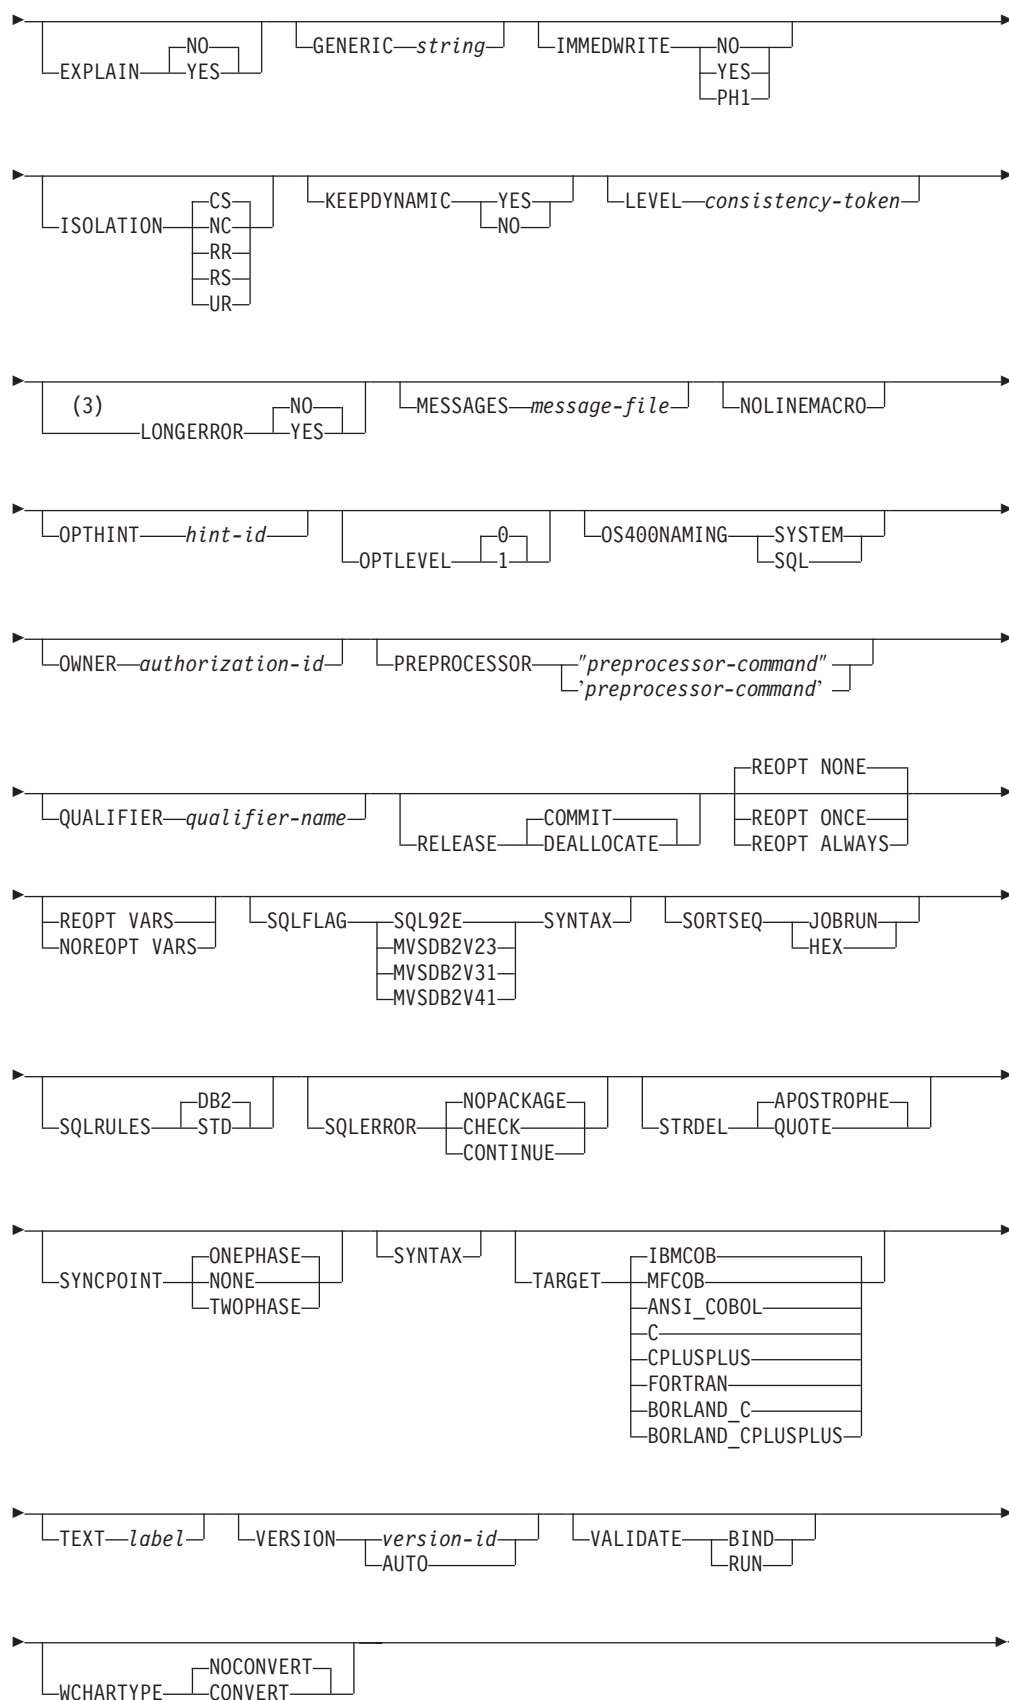 NO
EXPLAIN YES
GENERIC string
IMMEDWRITE NO
YES
PH1
CS
ISOLATION NC
RR
RS
UR
KEEPDYNAMIC YES
NO
LEVEL consistency-token
(3) NO
LONGERROR YES
MESSAGES message-file
NOLINEMACRO
OPTHINT hint-id
0
OPTLEVEL 1
OS400NAMING SYSTEM
SQL
OWNER authorization-id
PREPROCESSOR "preprocessor-command"
'preprocessor-command'
QUALIFIER qualifier-name
COMMIT
RELEASE DEALLOCATE
REOPT NONE
REOPT ONCE
REOPT ALWAYS
REOPT VARS
NOREOPT VARS
SQLFLAG SQL92E SYNTAX
MVSDB2V23
MVSDB2V31
MVSDB2V41
SORTSEQ JOBRUN
HEX
DB2
SQLRULES STD
NOPACKAGE
SQLERROR CHECK
CONTINUE
APOSTROPHE
STRDEL QUOTE
ONEPHASE
SYNCPOINT NONE
TWOPHASE
SYNTAX
IBMCOB
TARGET MFCOB
ANSI_COBOL
C
CPLUSPLUS
FORTRAN
BORLAND_C
BORLAND_CPLUSPLUS
TEXT label
VERSION version-id
AUTO
VALIDATE BIND
RUN
NOCONVERT
WCHARTYPE CONVERT